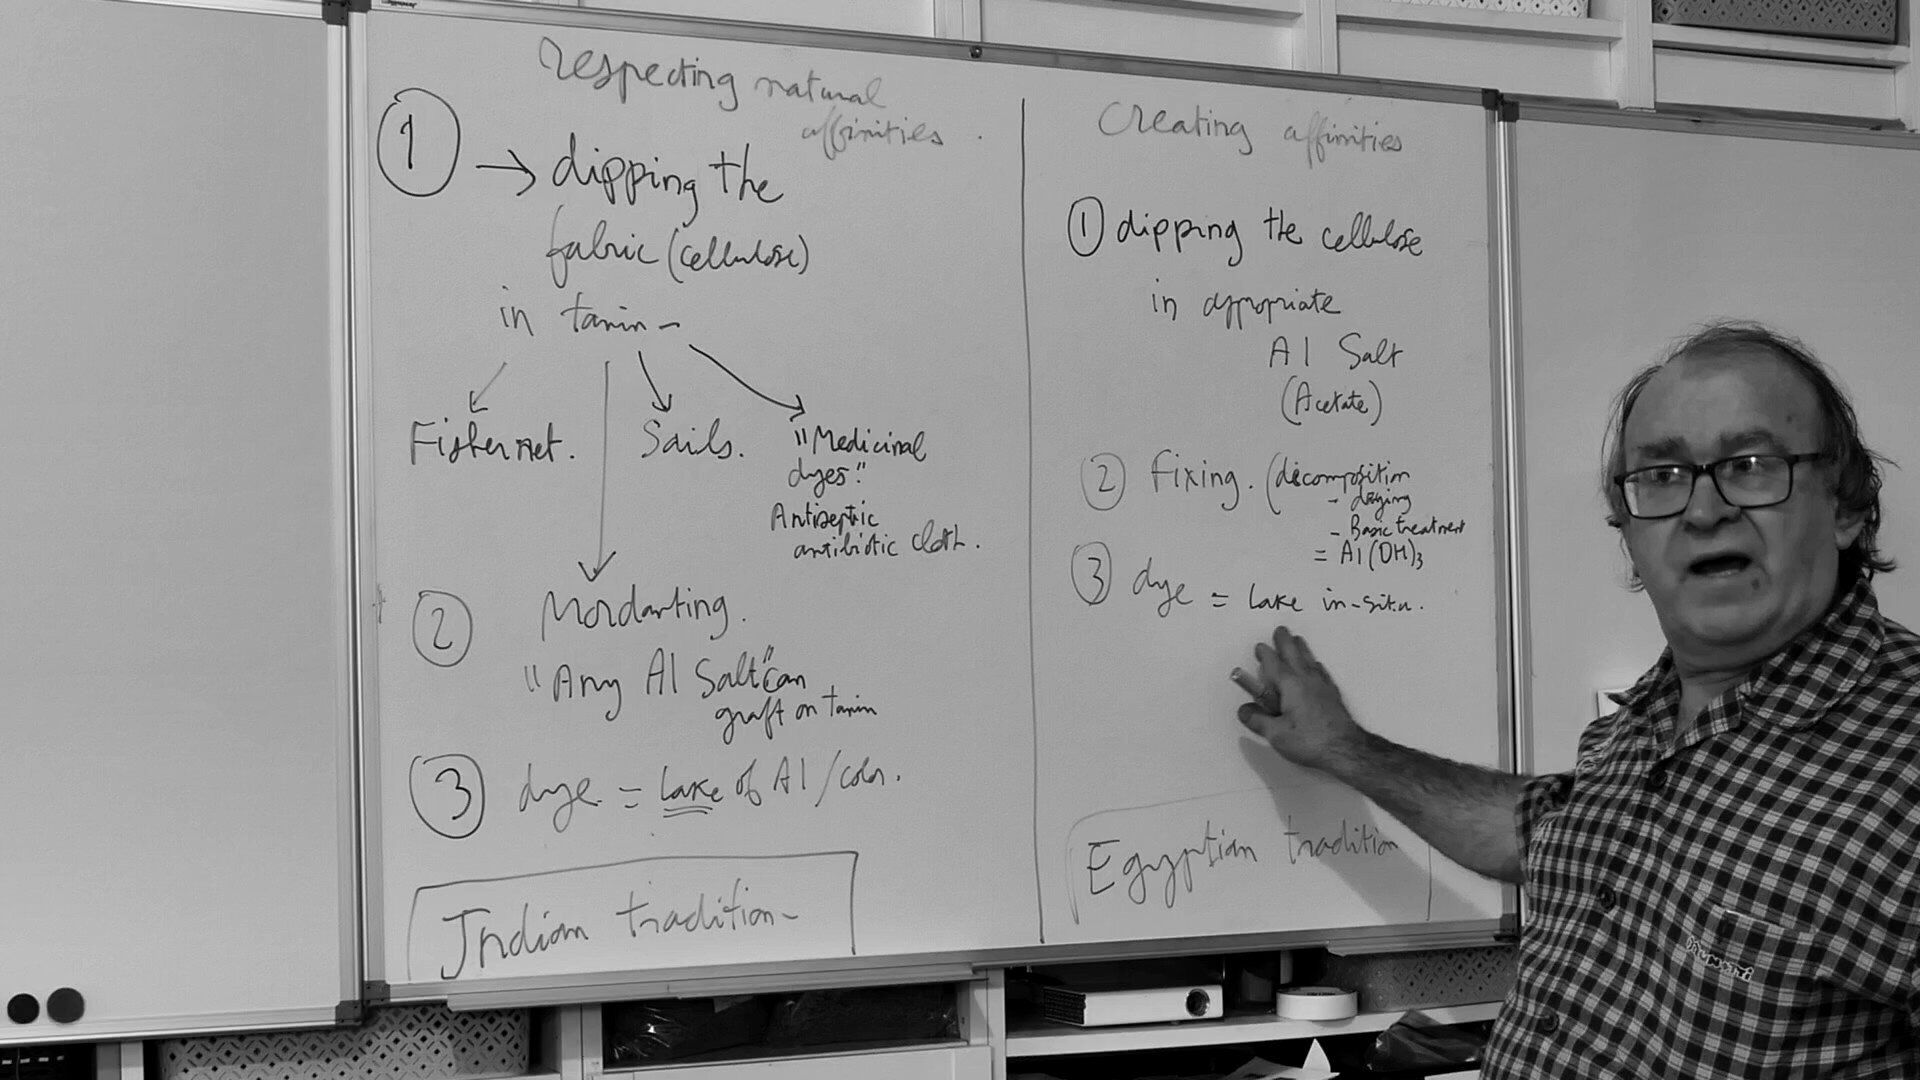 Respecting natural
affinities.
1 → dipping the
fabric (cellulose)
in tanin -
Fishernet.
Sails.
"Medicinal
dyes."
Antiseptic
antibiotic cloth.
2 Mordanting.
"Any Al Salt" can
graft on tanin
3 dye = Lake of Al / color.
Indian tradition -
Creating affinities
1 dipping the cellulose
in appropriate
Al Salt
(Acetate)
2 Fixing. (decomposition
- drying
- Basic treatment
= Al(OH)3
3 dye = Lake in-situ.
Egyptian tradition